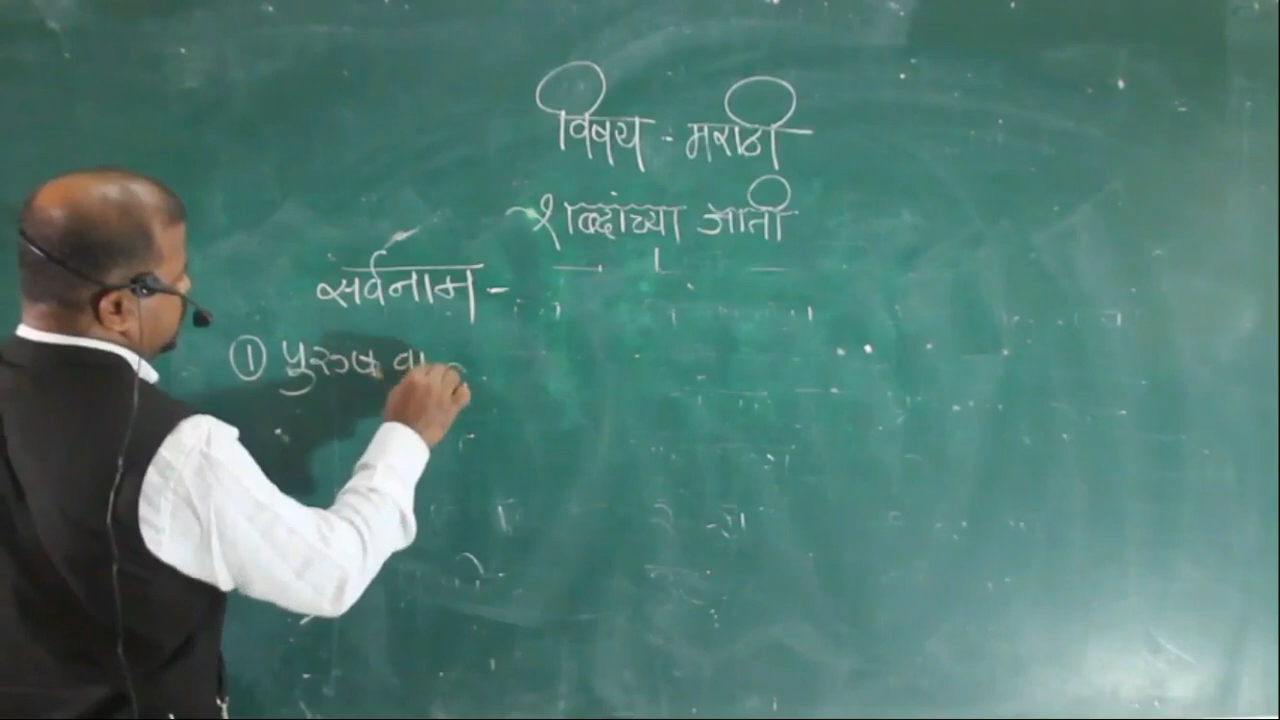 विषय - मराठी
शब्दांच्या जाती
सर्वनाम -
① पुरुष वा